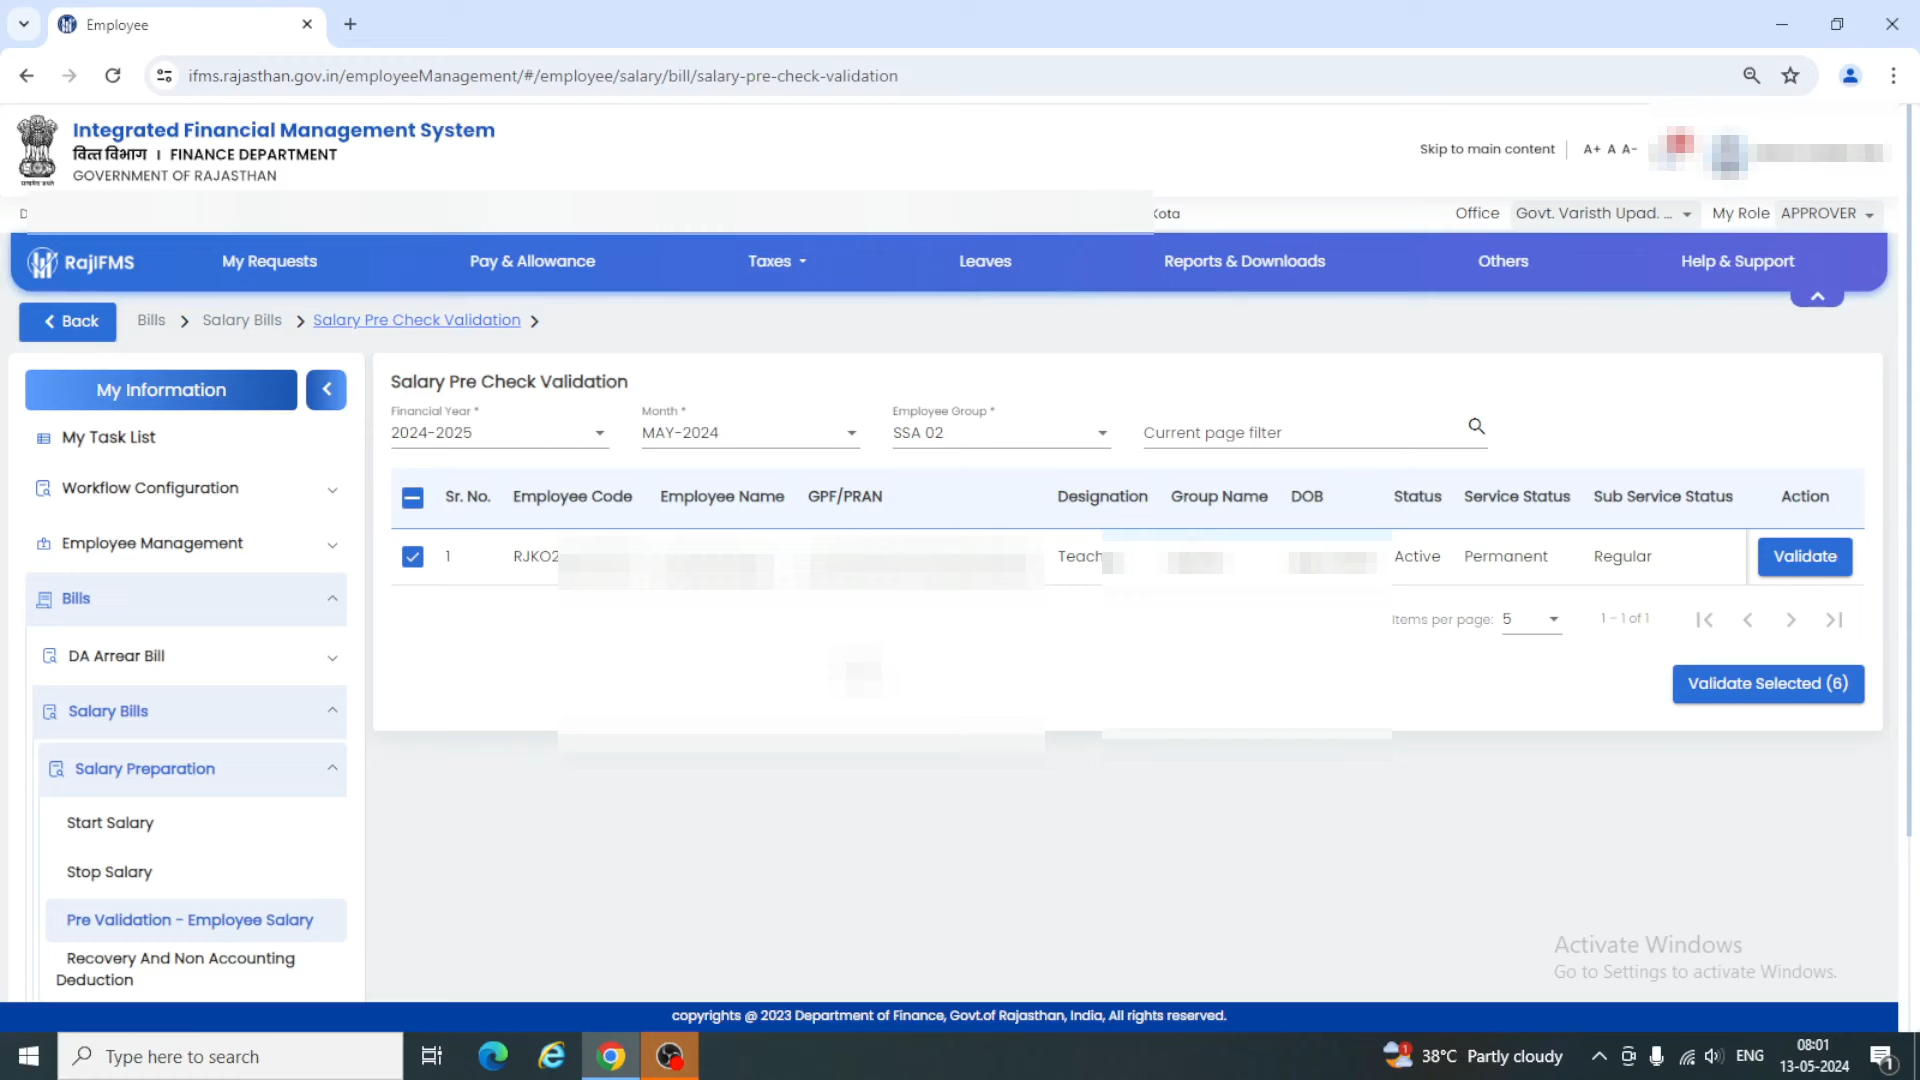 Employee
ifms.rajasthan.gov.in/employeeManagement/#/employee/salary/bill/salary-pre-check-validation
Integrated Financial Management System
वित्त विभाग | FINANCE DEPARTMENT
GOVERNMENT OF RAJASTHAN
Skip to main content A+ A A-
Kota Office Govt. Varisth Upad. ... My Role APPROVER
RajIFMS My Requests Pay & Allowance Taxes Leaves Reports & Downloads Others Help & Support
Back Bills Salary Bills Salary Pre Check Validation
My Information
My Task List
Workflow Configuration
Employee Management
Bills
DA Arrear Bill
Salary Bills
Salary Preparation
Start Salary
Stop Salary
Pre Validation - Employee Salary
Recovery And Non Accounting
Deduction
Salary Pre Check Validation
Financial Year * Month * Employee Group *
2024-2025 MAY-2024 SSA 02 Current page filter
Sr. No. Employee Code Employee Name GPF/PRAN Designation Group Name DOB Status Service Status Sub Service Status Action
1 RJKO2 Teach Active Permanent Regular Validate
Items per page: 5 1 – 1 of 1
Validate Selected (6)
Activate Windows
Go to Settings to activate Windows.
copyrights @ 2023 Department of Finance, Govt.of Rajasthan, India, All rights reserved.
Type here to search
1 38°C Partly cloudy ENG 08:01
13-05-2024 1